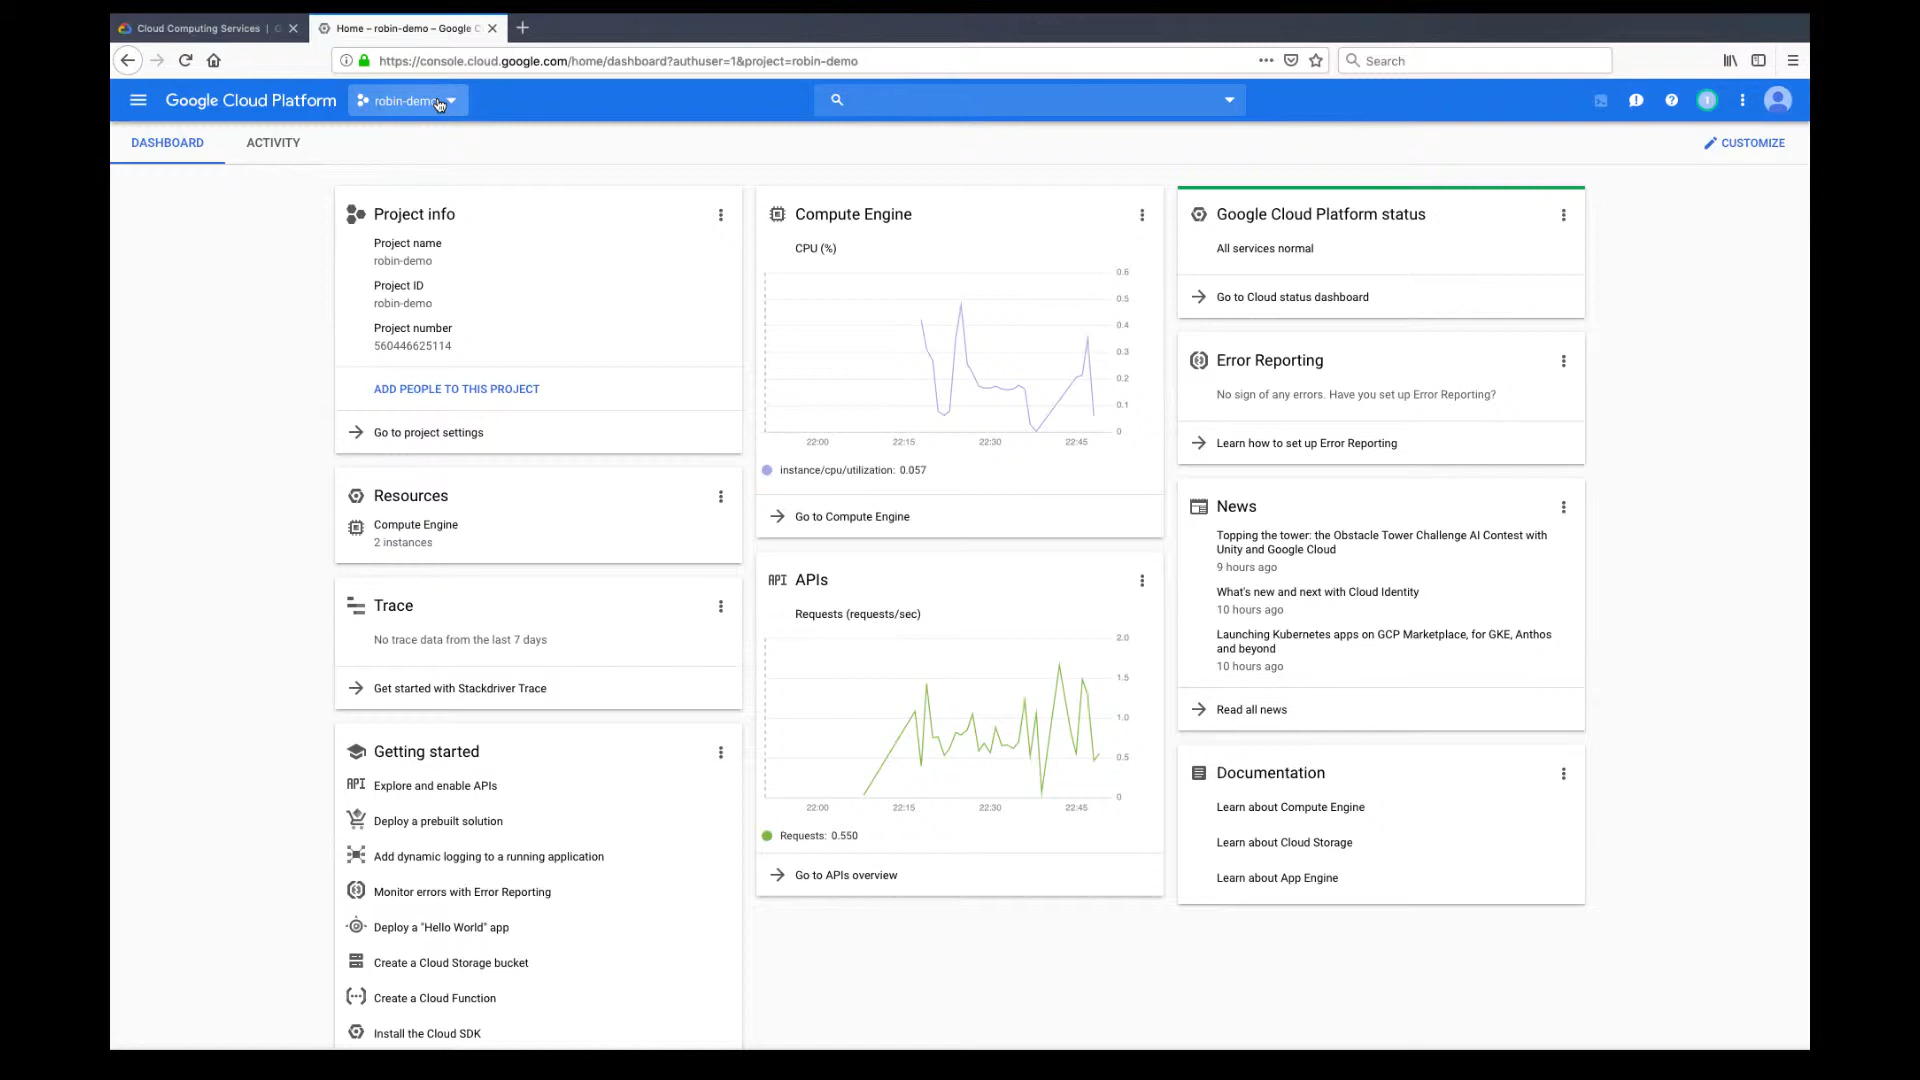 Cloud Computing Services |
Home – robin-demo – Google C
https://console.cloud.google.com/home/dashboard?authuser=1&project=robin-demo
Search
Google Cloud Platform
robin-demo
1
DASHBOARD
ACTIVITY
CUSTOMIZE
Project info
Project name
robin-demo
Project ID
robin-demo
Project number
560446625114
ADD PEOPLE TO THIS PROJECT
Go to project settings
Resources
Compute Engine
2 instances
Trace
No trace data from the last 7 days
Get started with Stackdriver Trace
Getting started
API Explore and enable APIs
Deploy a prebuilt solution
Add dynamic logging to a running application
Monitor errors with Error Reporting
Deploy a "Hello World" app
Create a Cloud Storage bucket
Create a Cloud Function
Install the Cloud SDK
Compute Engine
CPU (%)
0.6
0.5
0.4
0.3
0.2
0.1
0
22:00 22:15 22:30 22:45
instance/cpu/utilization: 0.057
Go to Compute Engine
API APIs
Requests (requests/sec)
2.0
1.5
1.0
0.5
0
22:00 22:15 22:30 22:45
Requests: 0.550
Go to APIs overview
Google Cloud Platform status
All services normal
Go to Cloud status dashboard
Error Reporting
No sign of any errors. Have you set up Error Reporting?
Learn how to set up Error Reporting
News
Topping the tower: the Obstacle Tower Challenge AI Contest with
Unity and Google Cloud
9 hours ago
What's new and next with Cloud Identity
10 hours ago
Launching Kubernetes apps on GCP Marketplace, for GKE, Anthos
and beyond
10 hours ago
Read all news
Documentation
Learn about Compute Engine
Learn about Cloud Storage
Learn about App Engine